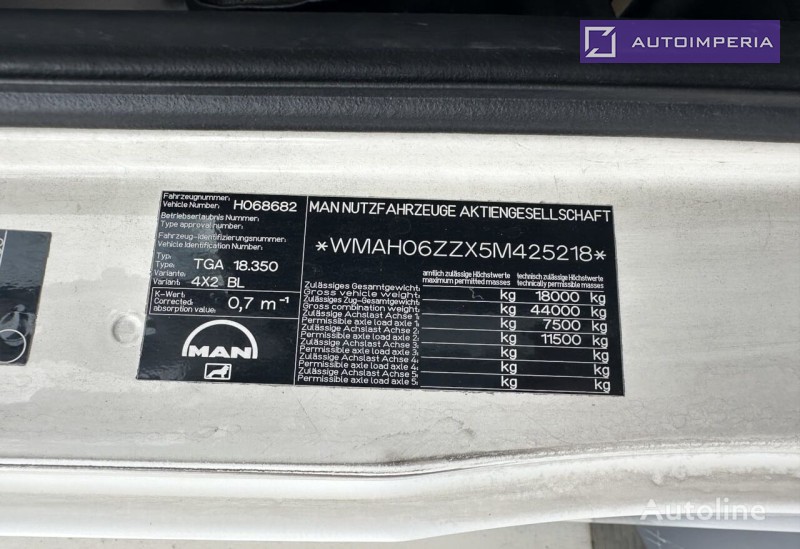 AUTOIMPERIA
Fahrzeugnummer:
Vehicle Number: H068682
Betriebserlaubnis Nummer:
Type approval number:
Fahrzeug-Identifizierungsnummer:
Vehicle Identification Number:
Typ:
Type: TGA 18.350
Variante:
Variant: 4X2 BL
K-Wert:
Corrected absorption value: 0,7 m⁻¹
MAN
MAN NUTZFAHRZEUGE AKTIENGESELLSCHAFT
*WMAH06ZZX5M425218*
amtlich zulässige Höchstwerte technisch zulässige Höchstwerte
maximum permitted masses technically permitted masses
Zulässiges Gesamtgewicht:
Gross vehicle weight: kg 18000 kg
Zulässiges Zug-Gesamtgewicht:
Gross combination weight: kg 44000 kg
Zulässige Achslast Achse 1:
Permissible axle load axle 1: kg 7500 kg
Zulässige Achslast Achse 2:
Permissible axle load axle 2: kg 11500 kg
Zulässige Achslast Achse 3:
Permissible axle load axle 3: kg kg
Zulässige Achslast Achse 4:
Permissible axle load axle 4: kg kg
Zulässige Achslast Achse 5:
Permissible axle load axle 5: kg kg
Autoline